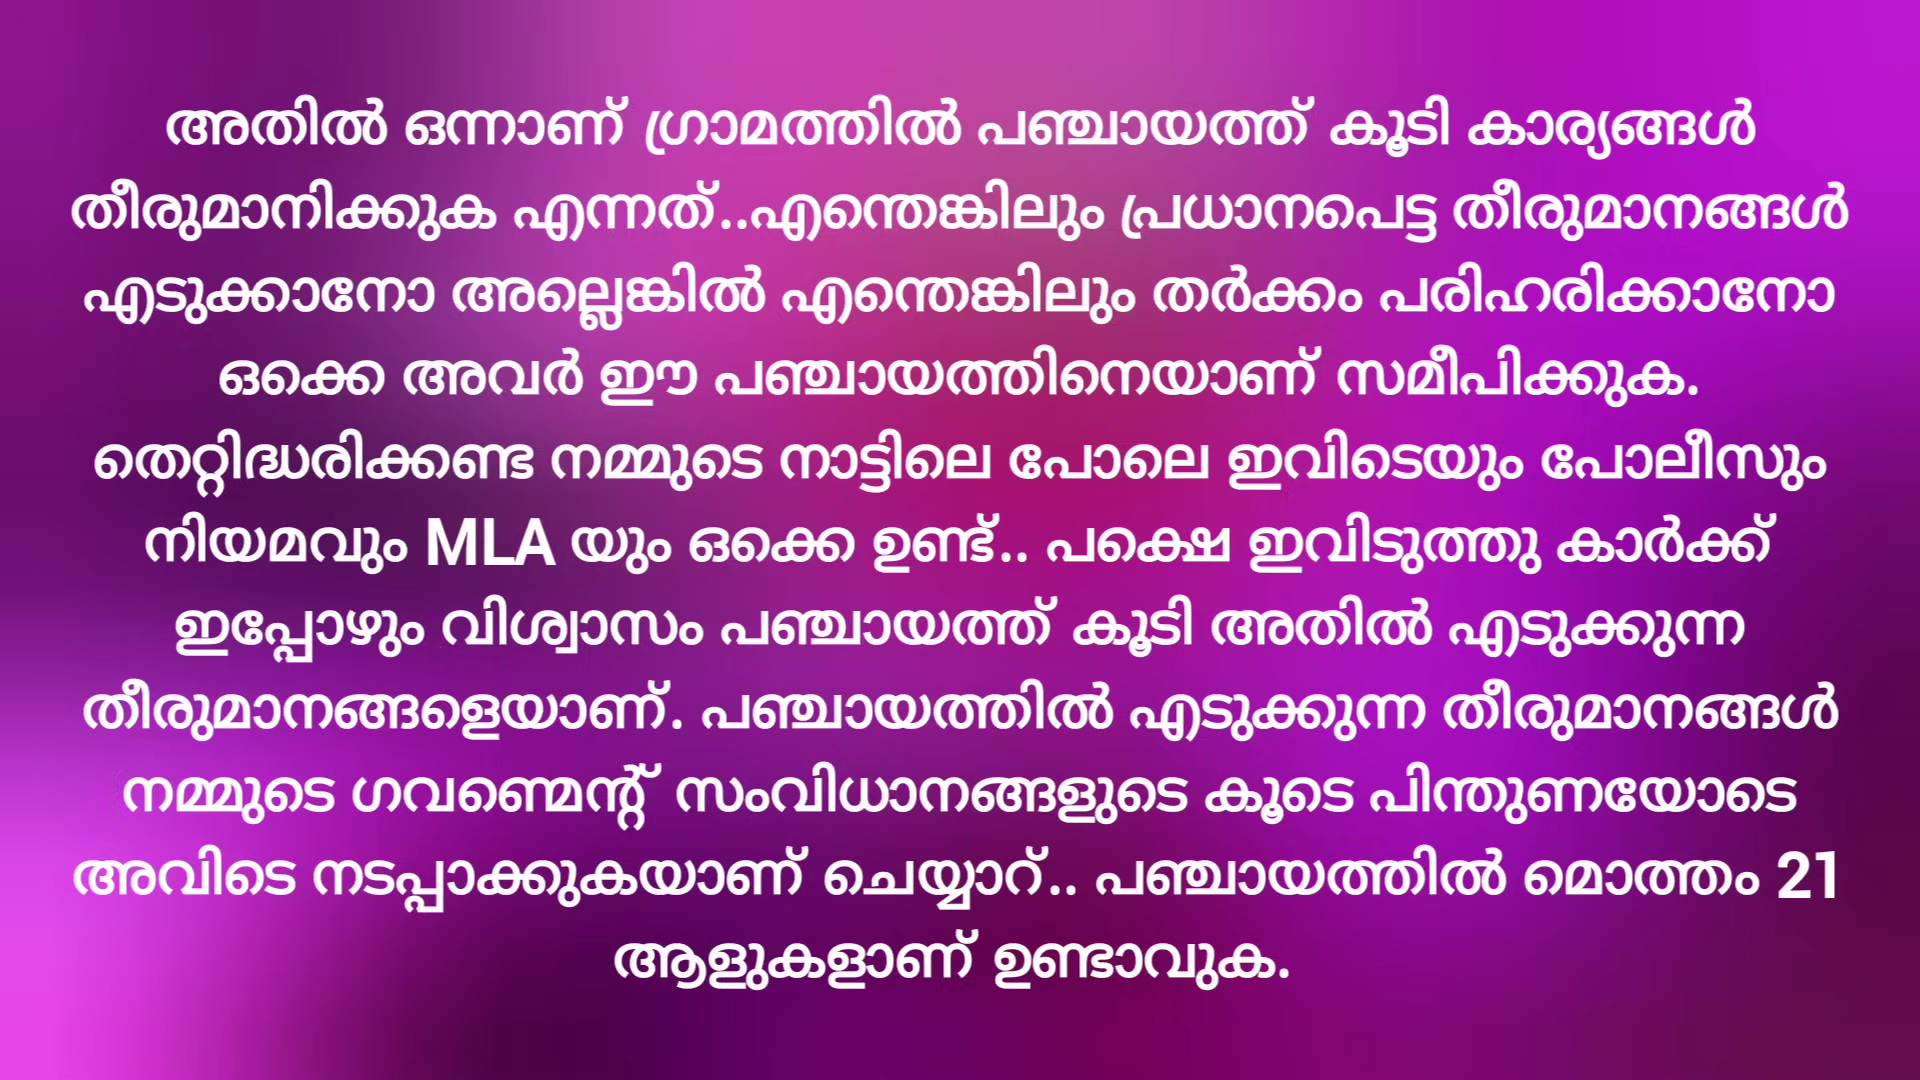 അതിൽ ഒന്നാണ് ഗ്രാമത്തിൽ പഞ്ചായത്ത് കൂടി കാര്യങ്ങൾ
തീരുമാനിക്കുക എന്നത്..എന്തെങ്കിലും പ്രധാനപെട്ട തീരുമാനങ്ങൾ
എടുക്കാനോ അല്ലെങ്കിൽ എന്തെങ്കിലും തർക്കം പരിഹരിക്കാനോ
ഒക്കെ അവർ ഈ പഞ്ചായത്തിനെയാണ് സമീപിക്കുക.
തെറ്റിദ്ധരിക്കണ്ട നമ്മുടെ നാട്ടിലെ പോലെ ഇവിടെയും പോലീസും
നിയമവും MLA യും ഒക്കെ ഉണ്ട്.. പക്ഷെ ഇവിടുത്തു കാർക്ക്
ഇപ്പോഴും വിശ്വാസം പഞ്ചായത്ത് കൂടി അതിൽ എടുക്കുന്ന
തീരുമാനങ്ങളെയാണ്. പഞ്ചായത്തിൽ എടുക്കുന്ന തീരുമാനങ്ങൾ
നമ്മുടെ ഗവണ്മെന്റ് സംവിധാനങ്ങളുടെ കൂടെ പിന്തുണയോടെ
അവിടെ നടപ്പാക്കുകയാണ് ചെയ്യാറ്.. പഞ്ചായത്തിൽ മൊത്തം 21
ആളുകളാണ് ഉണ്ടാവുക.